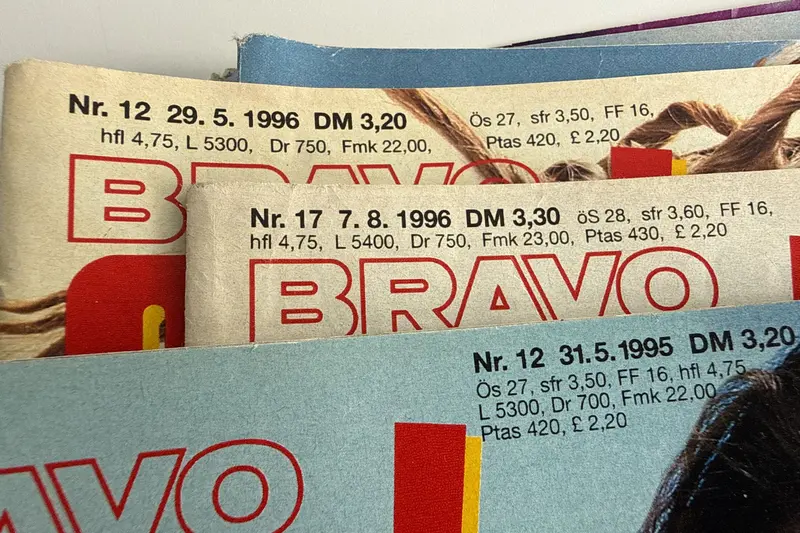 Nr. 12 29. 5. 1996 DM 3,20 Ös 27, sfr 3,50, FF 16,
hfl 4,75, L 5300, Dr 750, Fmk 22,00, Ptas 420, £ 2,20
BRAVO
Nr. 17 7. 8. 1996 DM 3,30 öS 28, sfr 3,60, FF 16,
hfl 4,75, L 5400, Dr 750, Fmk 23,00, Ptas 430, £ 2,20
BRAVO
Nr. 12 31.5.1995 DM 3,20
Ös 27, sfr 3,50, FF 16, hfl 4,75
L 5300, Dr 700, Fmk 22,00
Ptas 420, £ 2,20
AVO